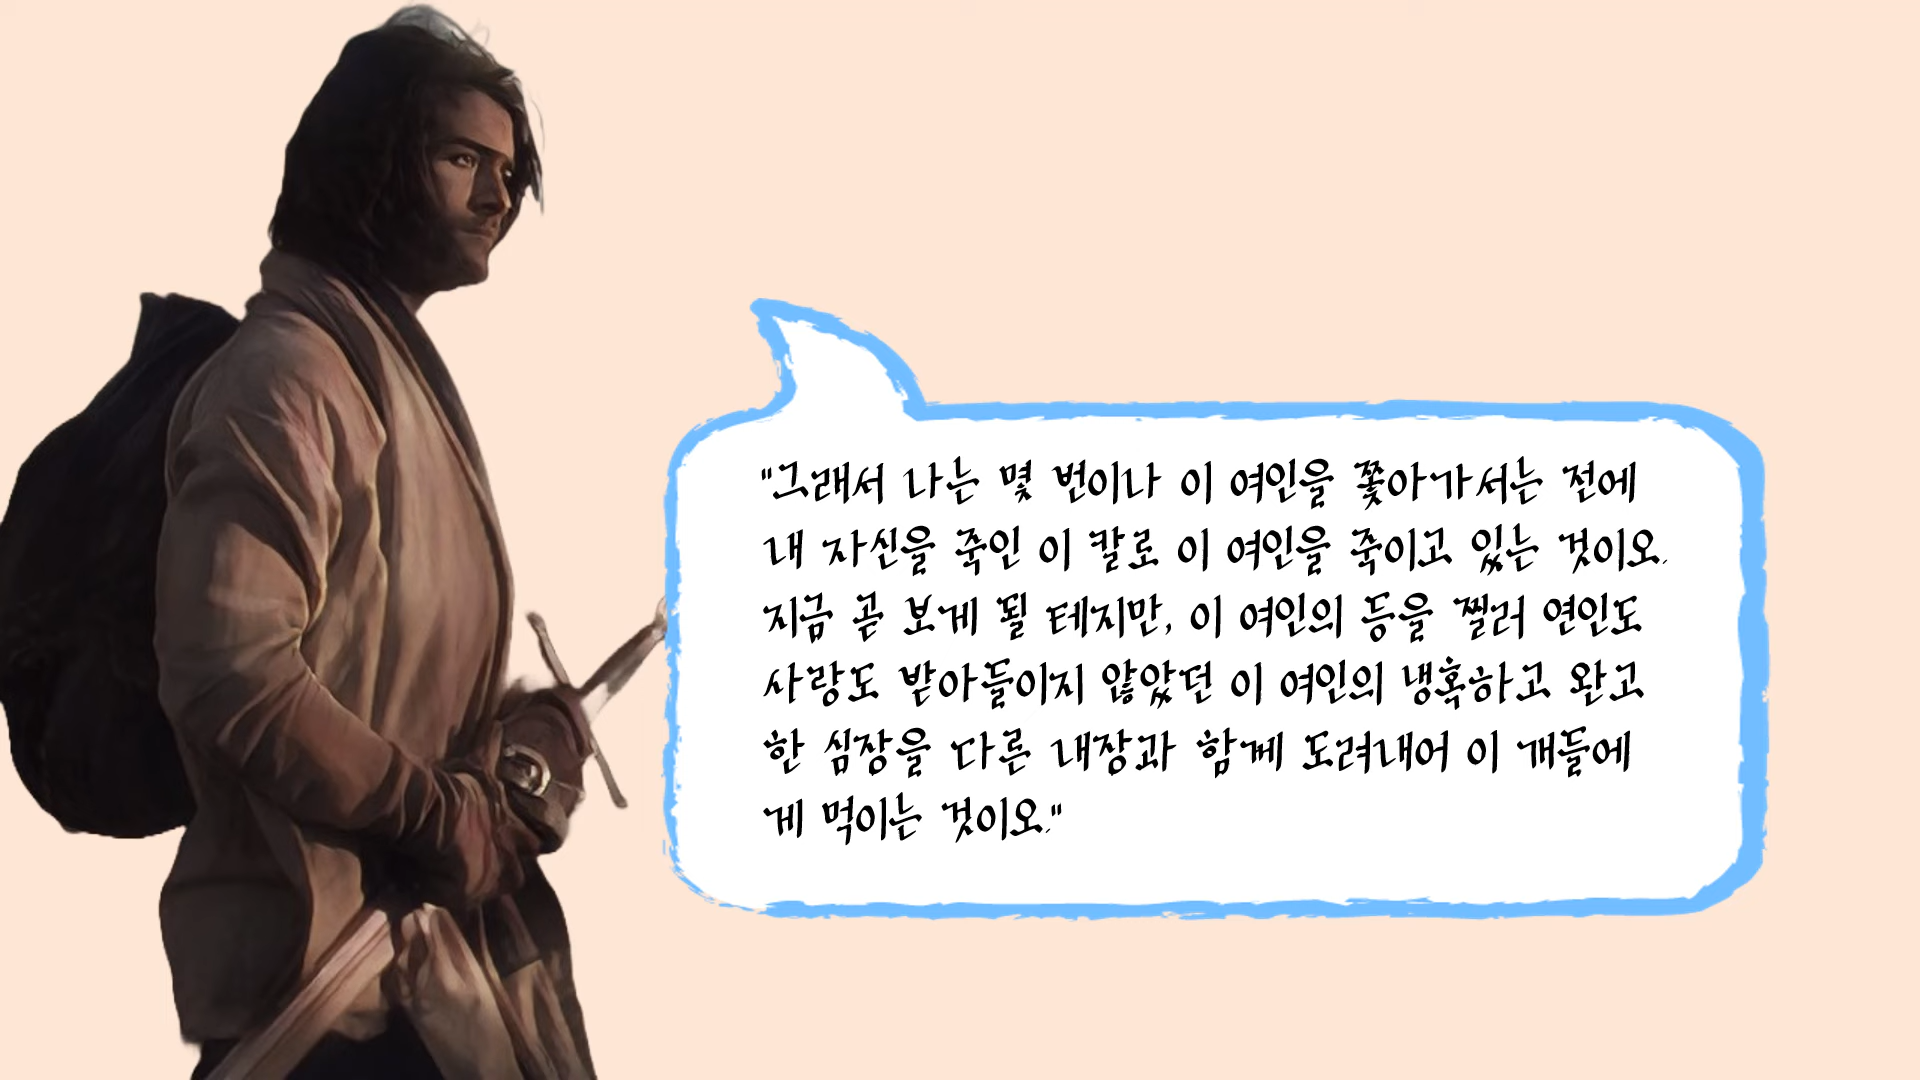 "그래서 나는 몇 번이나 이 여인을 쫓아가서는 전에
내 자신을 죽인 이 칼로 이 여인을 죽이고 있는 것이오.
지금 곧 보게 될 테지만, 이 여인의 등을 찔러 연인도
사랑도 받아들이지 않았던 이 여인의 냉혹하고 완고
한 심장을 다른 내장과 함께 도려내어 이 개들에
게 먹이는 것이오."